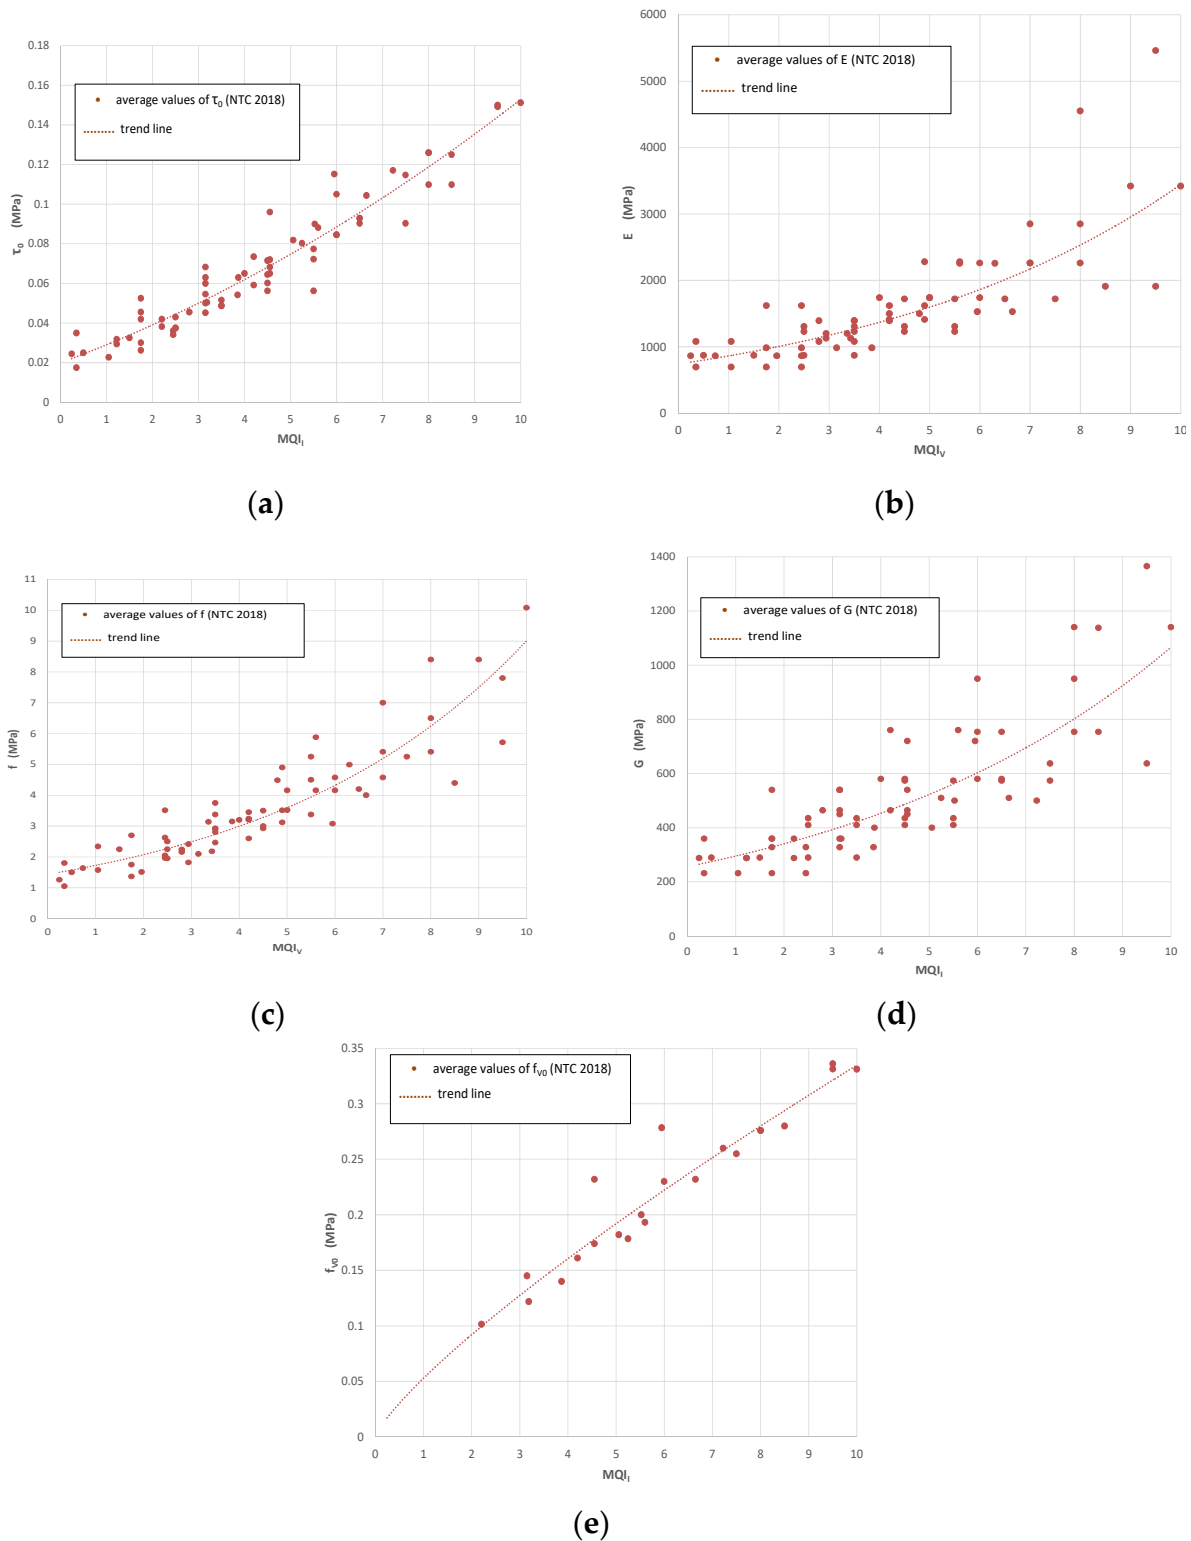 0.18
0.16
0.14
0.12
0.1
0.08
0.06
0.04
0.02
0
τ₀ (MPa)
average values of τ₀ (NTC 2018)
trend line
0 1 2 3 4 5 6 7 8 9 10
MQI_I
(a)
6000
5000
4000
3000
2000
1000
0
E (MPa)
average values of E (NTC 2018)
trend line
0 1 2 3 4 5 6 7 8 9 10
MQI_V
(b)
11
10
9
8
7
6
5
4
3
2
1
0
f (MPa)
average values of f (NTC 2018)
trend line
0 1 2 3 4 5 6 7 8 9 10
MQI_V
(c)
1400
1200
1000
800
600
400
200
0
G (MPa)
average values of G (NTC 2018)
trend line
0 1 2 3 4 5 6 7 8 9 10
MQI_I
(d)
0.35
0.3
0.25
0.2
0.15
0.1
0.05
0
f_V0 (MPa)
average values of f_V0 (NTC 2018)
trend line
0 1 2 3 4 5 6 7 8 9 10
MQI_I
(e)